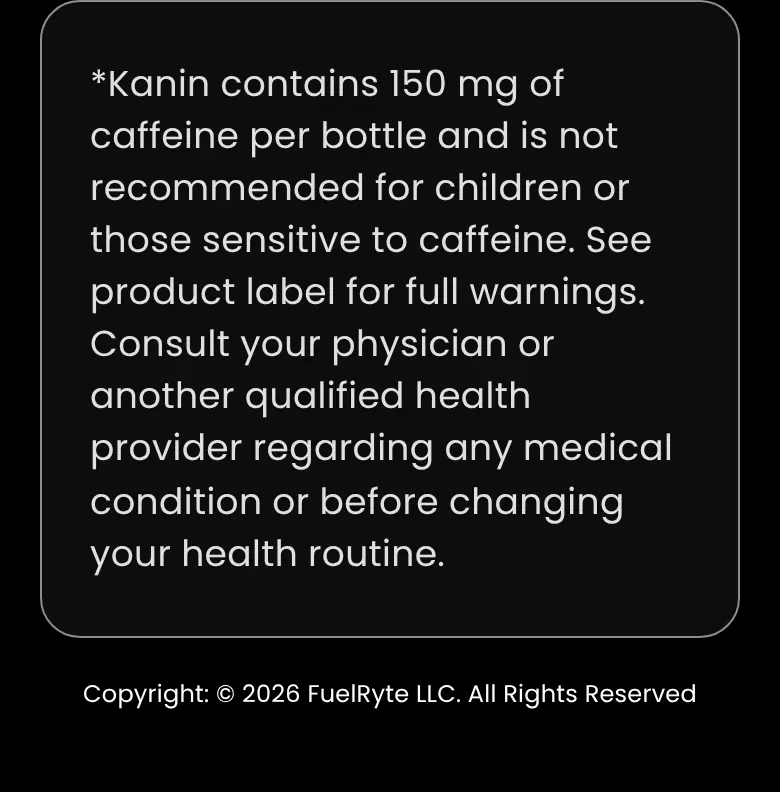 *Kanin contains 150 mg of
caffeine per bottle and is not
recommended for children or
those sensitive to caffeine. See
product label for full warnings.
Consult your physician or
another qualified health
provider regarding any medical
condition or before changing
your health routine.
Copyright: © 2026 FuelRyte LLC. All Rights Reserved